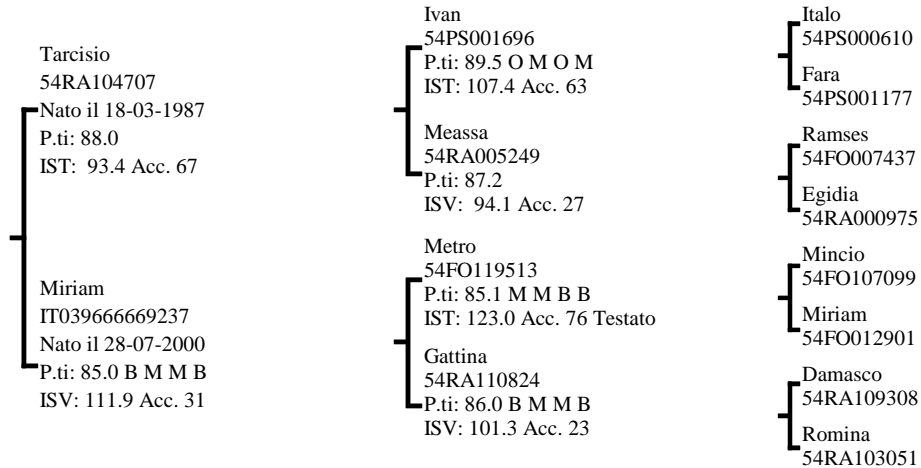 Tarcisio
54RA104707
Nato il 18-03-1987
P.ti: 88.0
IST: 93.4 Acc. 67
Miriam
IT039666669237
Nato il 28-07-2000
P.ti: 85.0 B M M B
ISV: 111.9 Acc. 31
Ivan
54PS001696
P.ti: 89.5 O M O M
IST: 107.4 Acc. 63
Meassa
54RA005249
P.ti: 87.2
ISV: 94.1 Acc. 27
Metro
54FO119513
P.ti: 85.1 M M B B
IST: 123.0 Acc. 76 Testato
Gattina
54RA110824
P.ti: 86.0 B M M B
ISV: 101.3 Acc. 23
Italo
54PS000610
Fara
54PS001177
Ramses
54FO007437
Egidia
54RA000975
Mincio
54FO107099
Miriam
54FO012901
Damasco
54RA109308
Romina
54RA103051